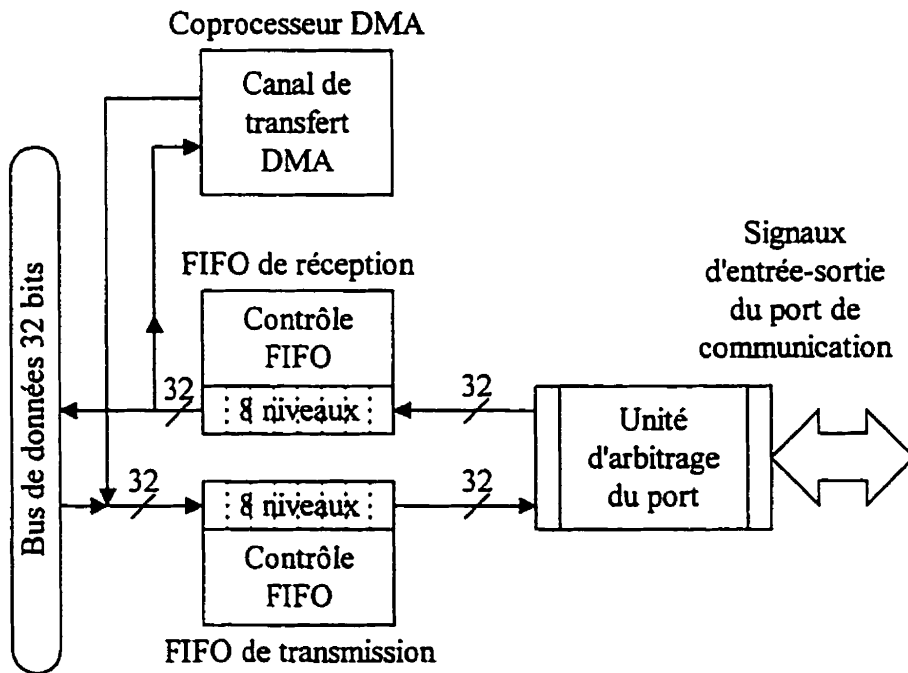 Coprocesseur DMA
Canal de
transfert
DMA
Bus de données 32 bits
FIFO de réception
Contrôle
FIFO
32
8 niveaux
32
Signaux
d'entrée-sortie
du port de
communication
Unité
d'arbitrage
du port
32
8 niveaux
32
Contrôle
FIFO
FIFO de transmission